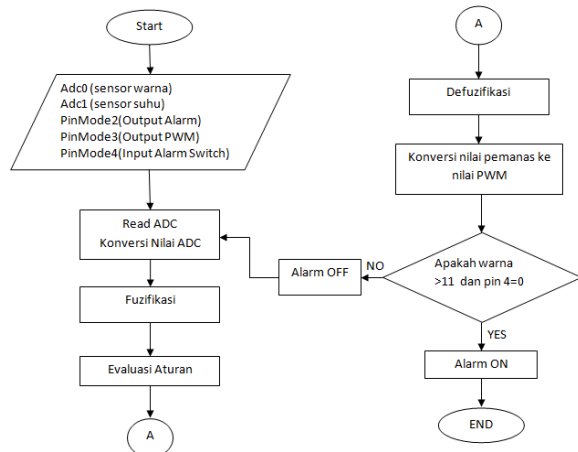 Start
Adc0 (sensor warna)
Adc1 (sensor suhu)
PinMode2(Output Alarm)
PinMode3(Output PWM)
PinMode4(Input Alarm Switch)
Read ADC
Konversi Nilai ADC
Fuzifikasi
Evaluasi Aturan
A
A
Defuzifikasi
Konversi nilai pemanas ke
nilai PWM
Apakah warna
>11 dan pin 4=0
NO
Alarm OFF
YES
Alarm ON
END